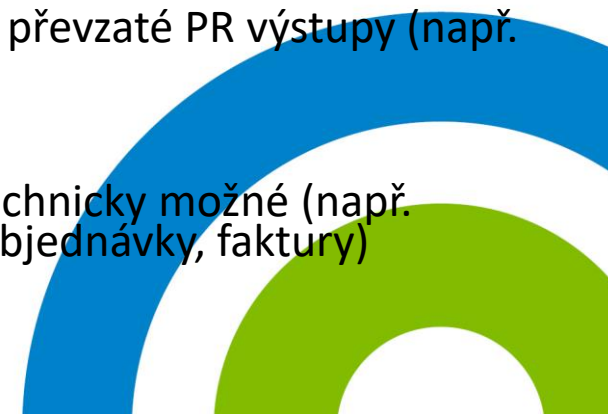 převzaté PR výstupy (např.
chnicky možné (např.
bjednávky, faktury)